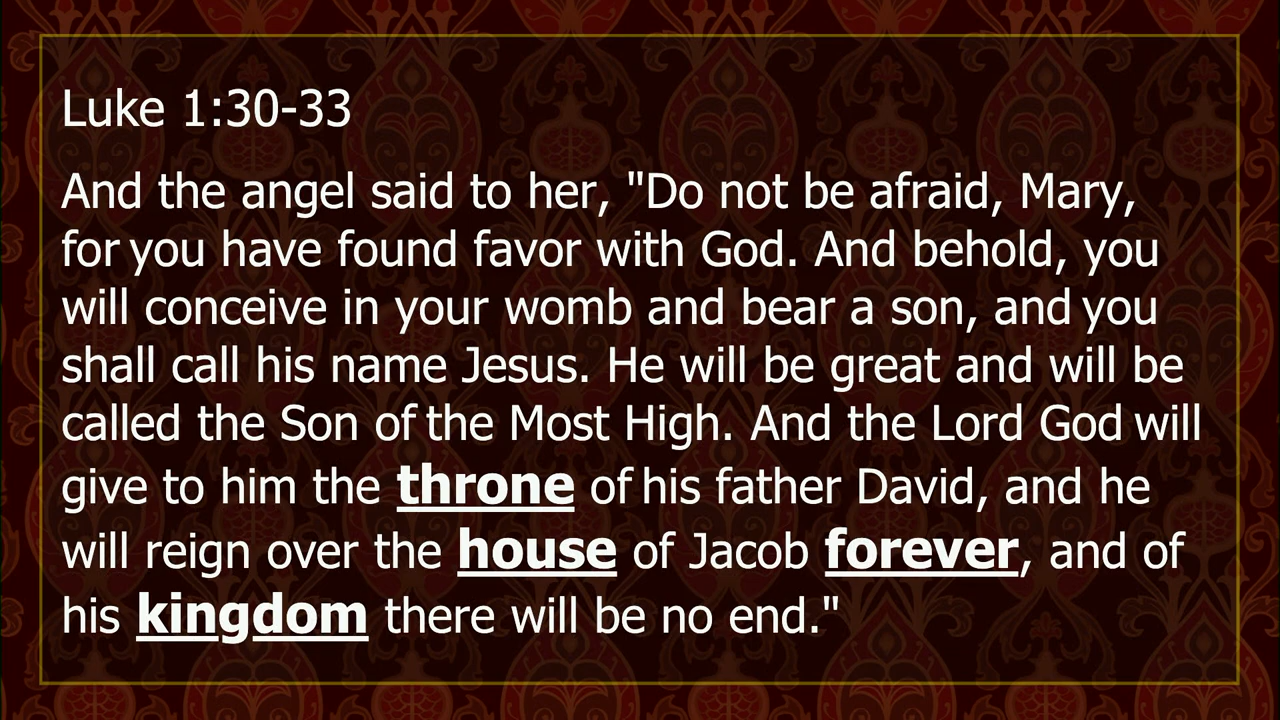 Luke 1:30-33
And the angel said to her, "Do not be afraid, Mary,
for you have found favor with God. And behold, you
will conceive in your womb and bear a son, and you
shall call his name Jesus. He will be great and will be
called the Son of the Most High. And the Lord God will
give to him the throne of his father David, and he
will reign over the house of Jacob forever, and of
his kingdom there will be no end."